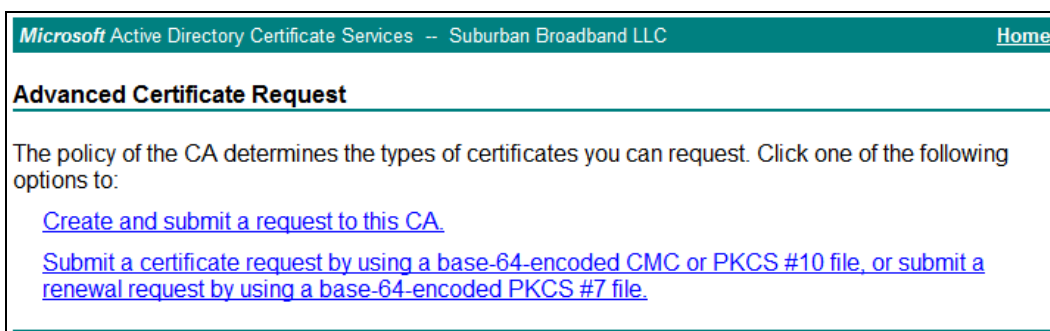 Microsoft Active Directory Certificate Services -- Suburban Broadband LLC Home
Advanced Certificate Request
The policy of the CA determines the types of certificates you can request. Click one of the following
options to:
Create and submit a request to this CA.
Submit a certificate request by using a base-64-encoded CMC or PKCS #10 file, or submit a
renewal request by using a base-64-encoded PKCS #7 file.